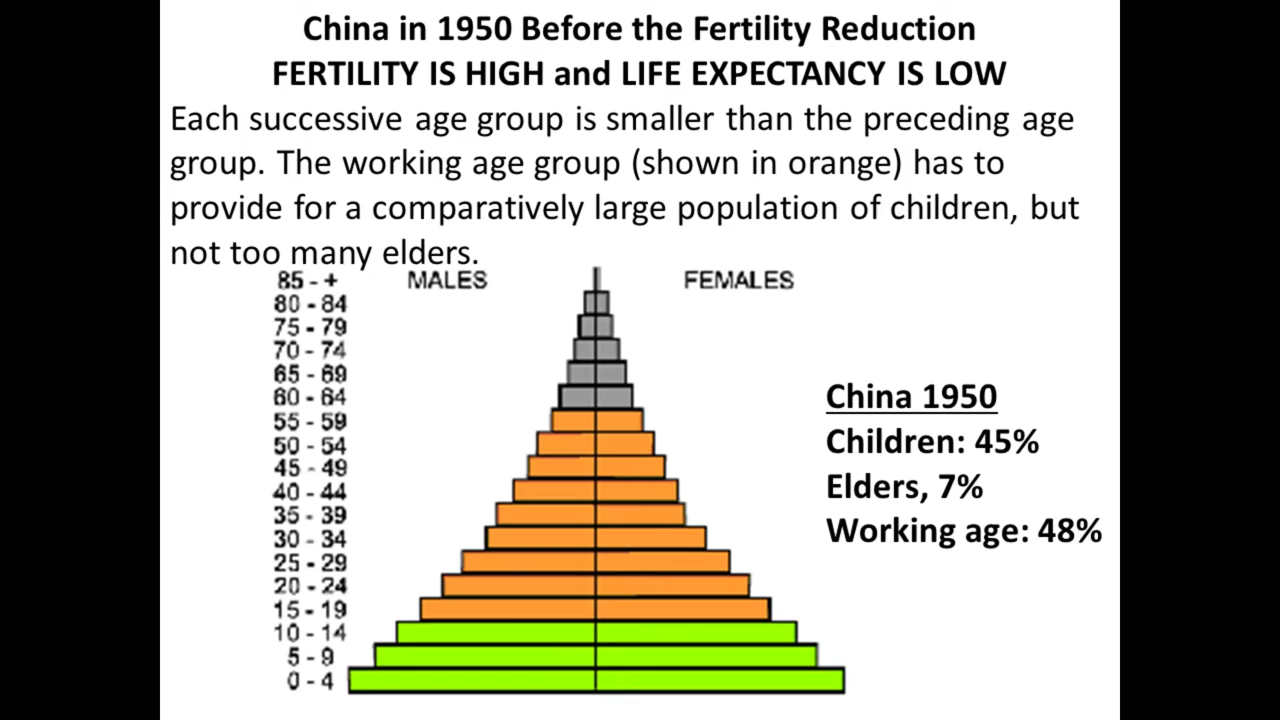 China in 1950 Before the Fertility Reduction
FERTILITY IS HIGH and LIFE EXPECTANCY IS LOW
Each successive age group is smaller than the preceding age
group. The working age group (shown in orange) has to
provide for a comparatively large population of children, but
not too many elders.
85 - + MALES FEMALES
80 - 84
75 - 79
70 - 74
65 - 69
60 - 64
55 - 59
50 - 54
45 - 49
40 - 44
35 - 39
30 - 34
25 - 29
20 - 24
15 - 19
10 - 14
5 - 9
0 - 4
China 1950
Children: 45%
Elders, 7%
Working age: 48%